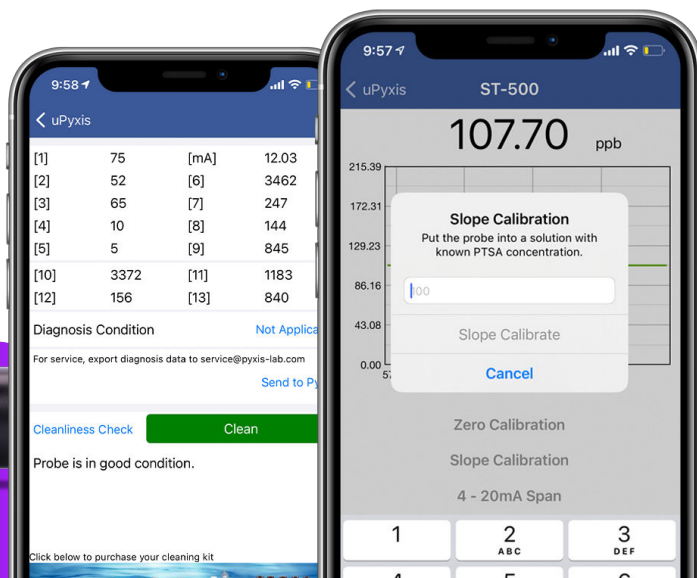 9:58
uPyxis
[1] 75 [mA] 12.03
[2] 52 [6] 3462
[3] 65 [7] 247
[4] 10 [8] 144
[5] 5 [9] 845
[10] 3372 [11] 1183
[12] 156 [13] 840
Diagnosis Condition Not Applica
For service, export diagnosis data to service@pyxis-lab.com
Send to Py
Cleanliness Check Clean
Probe is in good condition.
Click below to purchase your cleaning kit
9:57
uPyxis ST-500
107.70 ppb
215.39
172.31
129.23
86.16
43.08
0.00
Slope Calibration
Put the probe into a solution with
known PTSA concentration.
100
Slope Calibrate
Cancel
Zero Calibration
Slope Calibration
4 - 20mA Span
1 2 3
ABC DEF